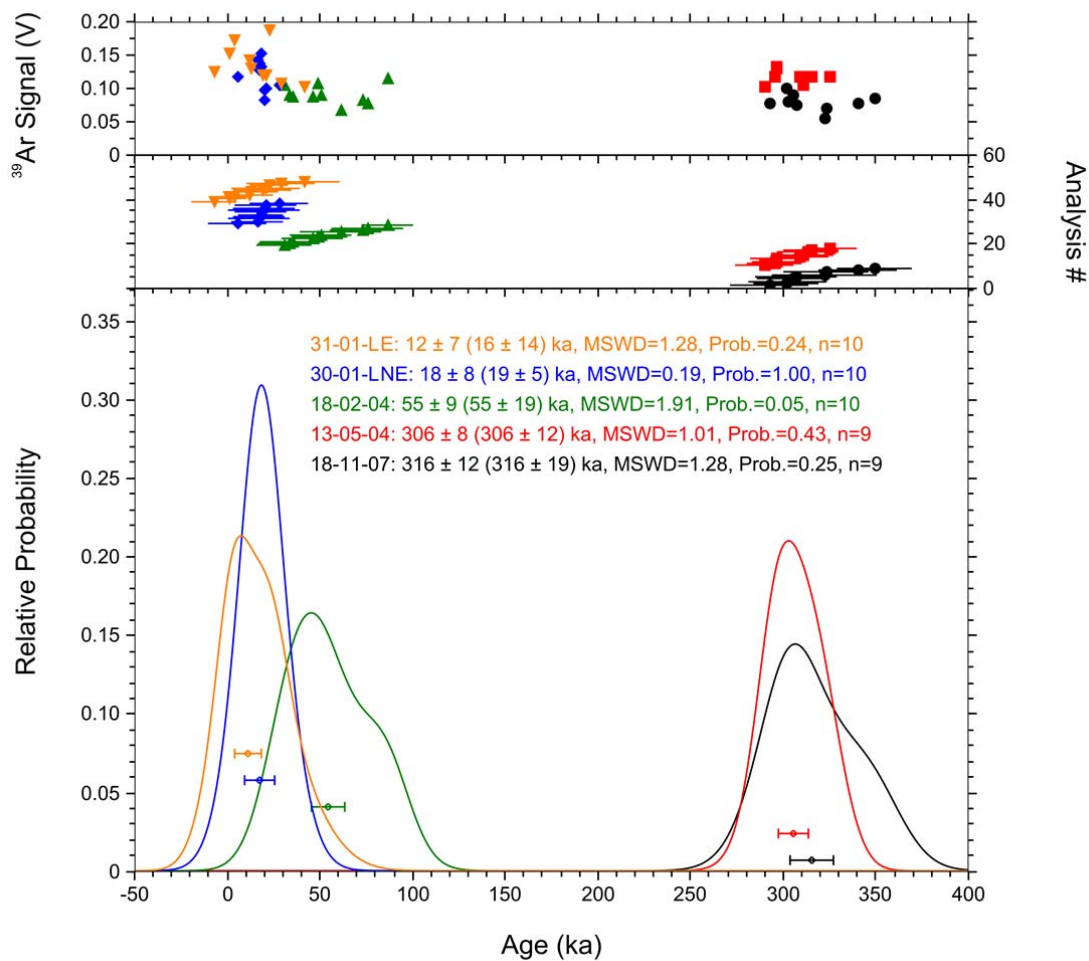 0.20
0.15
0.10
0.05
0
³⁹Ar Signal (V)
60
40
20
0
Analysis #
0.35
0.30
0.25
0.20
0.15
0.10
0.05
0
Relative Probability
31-01-LE: 12 ± 7 (16 ± 14) ka, MSWD=1.28, Prob.=0.24, n=10
30-01-LNE: 18 ± 8 (19 ± 5) ka, MSWD=0.19, Prob.=1.00, n=10
18-02-04: 55 ± 9 (55 ± 19) ka, MSWD=1.91, Prob.=0.05, n=10
13-05-04: 306 ± 8 (306 ± 12) ka, MSWD=1.01, Prob.=0.43, n=9
18-11-07: 316 ± 12 (316 ± 19) ka, MSWD=1.28, Prob.=0.25, n=9
-50 0 50 100 150 200 250 300 350 400
Age (ka)